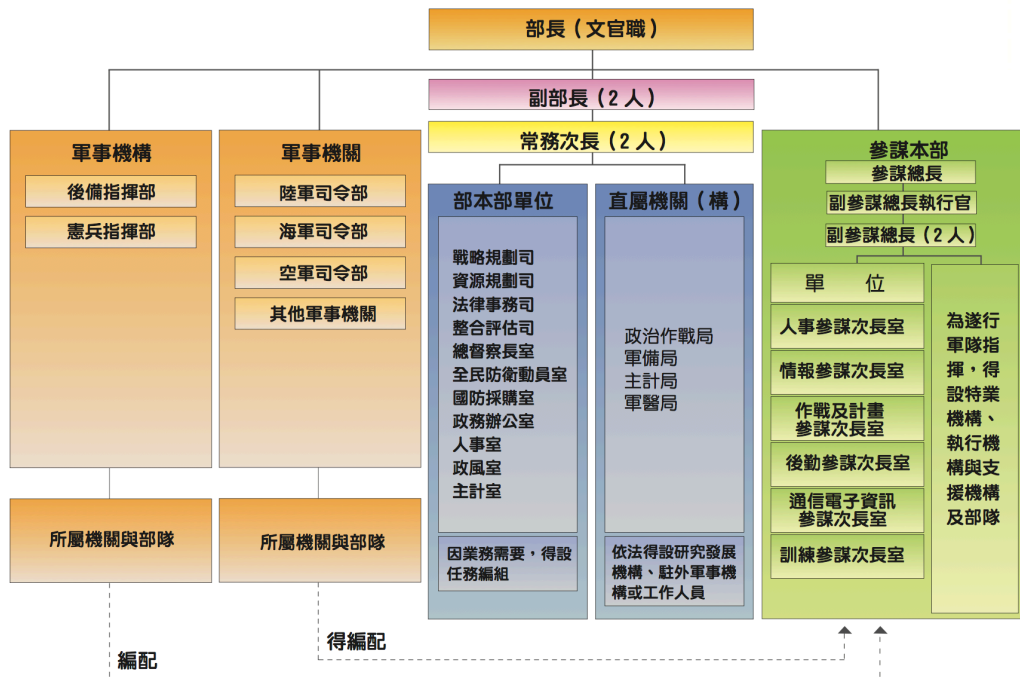 部長（文官職）
副部長（2 人）
常務次長（2 人）
軍事機構
後備指揮部
憲兵指揮部
所屬機關與部隊
編配
軍事機關
陸軍司令部
海軍司令部
空軍司令部
其他軍事機關
所屬機關與部隊
得編配
部本部單位
戰略規劃司
資源規劃司
法律事務司
整合評估司
總督察長室
全民防衛動員室
國防採購室
政務辦公室
人事室
政風室
主計室
因業務需要，得設
任務編組
直屬機關（構）
政治作戰局
軍備局
主計局
軍醫局
依法得設研究發展
機構、駐外軍事機
構或工作人員
參謀本部
參謀總長
副參謀總長執行官
副參謀總長（2 人）
單　位
人事參謀次長室
情報參謀次長室
作戰及計畫
參謀次長室
後勤參謀次長室
通信電子資訊
參謀次長室
訓練參謀次長室
為遂行
軍隊指
揮，得
設特業
機構、
執行機
構與支
援機構
及部隊